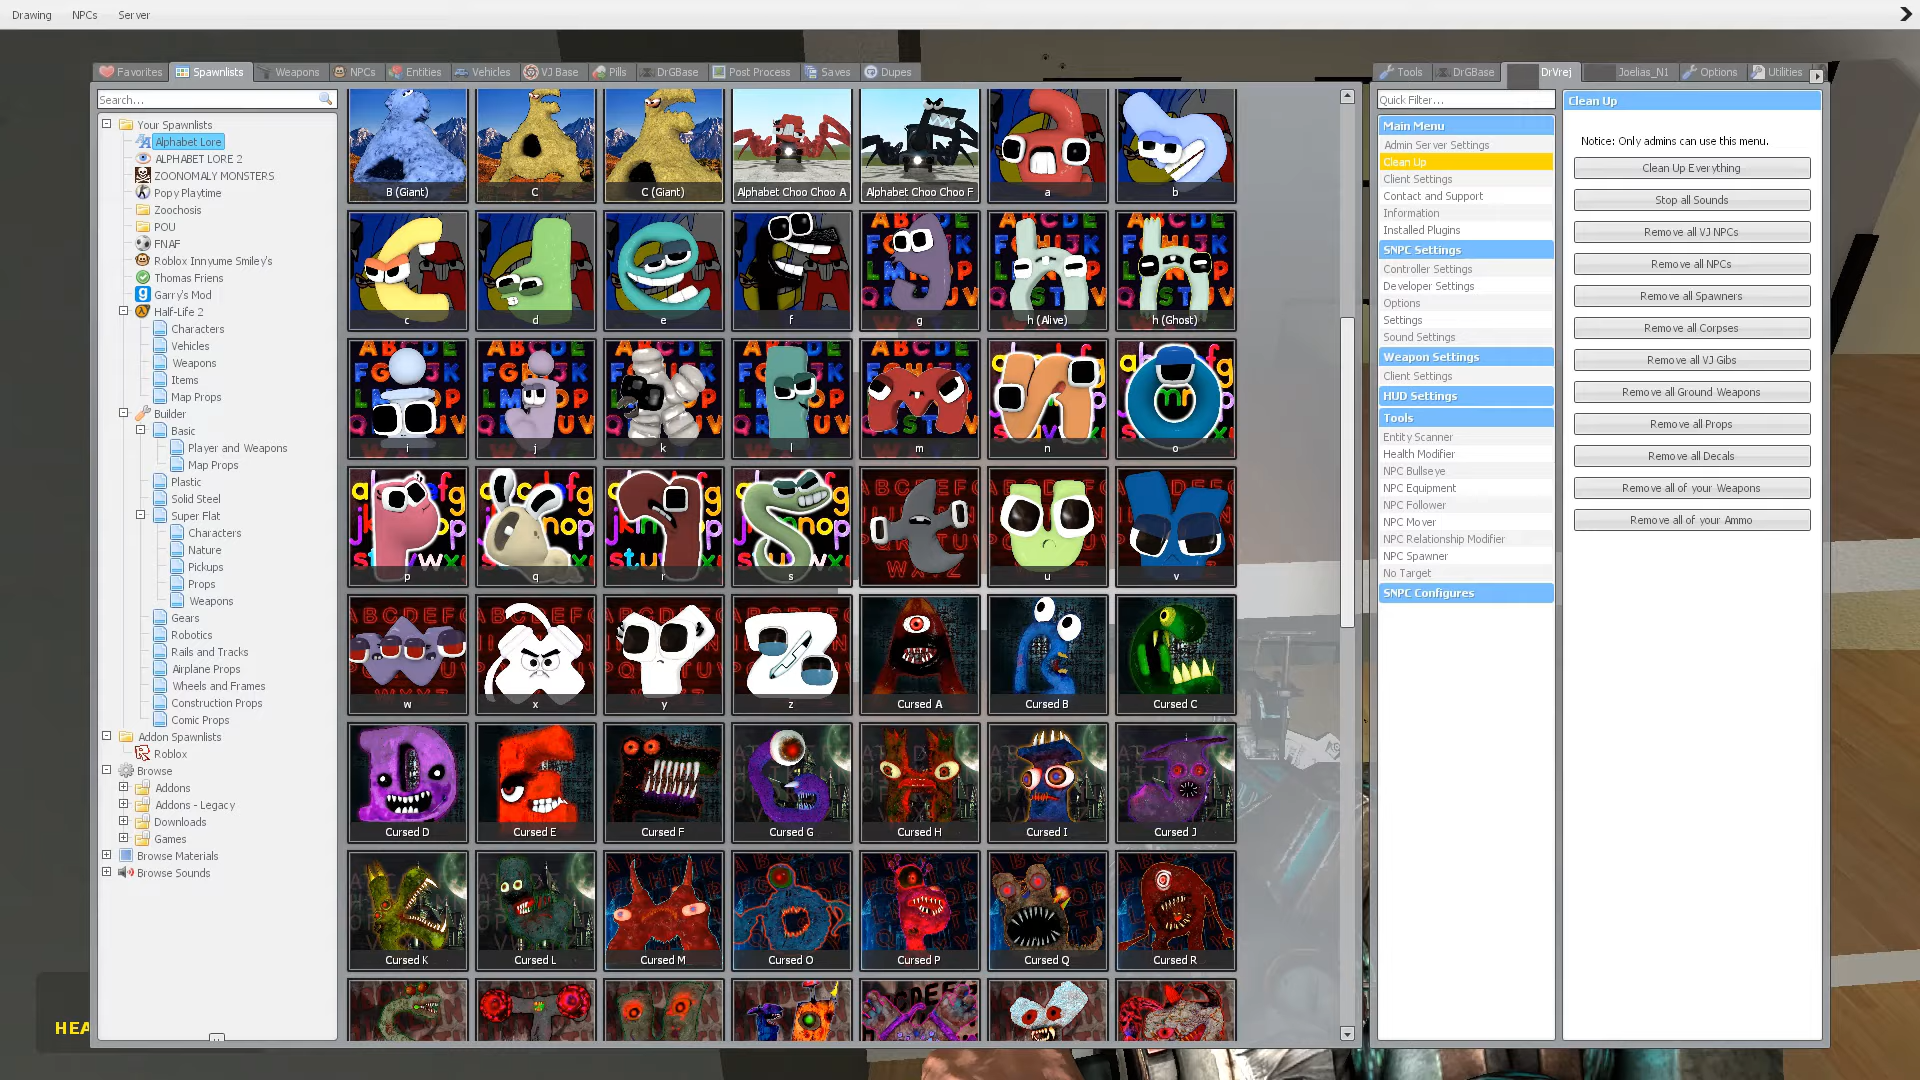 Drawing NPCs Server
Favorites Spawnlists Weapons NPCs Entities Vehicles VJ Base Pills DrGBase Post Process Saves Dupes
Search...
Your Spawnlists
Alphabet Lore
ALPHABET LORE 2
ZOONOMALY MONSTERS
Popy Playtime
Zoochosis
POU
FNAF
Roblox Innyume Smiley's
Thomas Friens
Garry's Mod
Half-Life 2
Characters
Vehicles
Weapons
Items
Map Props
Builder
Basic
Player and Weapons
Map Props
Plastic
Solid Steel
Super Flat
Characters
Nature
Pickups
Props
Weapons
Gears
Robotics
Rails and Tracks
Airplane Props
Wheels and Frames
Construction Props
Comic Props
Addon Spawnlists
Roblox
Browse
Addons
Addons - Legacy
Downloads
Games
Browse Materials
Browse Sounds
HEA
B (Giant) C C (Giant) Alphabet Choo Choo A Alphabet Choo Choo F a b
c d e f g h (Alive) h (Ghost)
i j k l m n o
p q r s u v
w x y z Cursed A Cursed B Cursed C
Cursed D Cursed E Cursed F Cursed G Cursed H Cursed I Cursed J
Cursed K Cursed L Cursed M Cursed O Cursed P Cursed Q Cursed R
Tools DrGBase DrVrej Joelias_N1 Options Utilities
Quick Filter...
Main Menu
Admin Server Settings
Clean Up
Client Settings
Contact and Support
Information
Installed Plugins
SNPC Settings
Controller Settings
Developer Settings
Options
Settings
Sound Settings
Weapon Settings
Client Settings
HUD Settings
Tools
Entity Scanner
Health Modifier
NPC Bullseye
NPC Equipment
NPC Follower
NPC Mover
NPC Relationship Modifier
NPC Spawner
No Target
SNPC Configures
Clean Up
Notice: Only admins can use this menu.
Clean Up Everything
Stop all Sounds
Remove all VJ NPCs
Remove all NPCs
Remove all Spawners
Remove all Corpses
Remove all VJ Gibs
Remove all Ground Weapons
Remove all Props
Remove all Decals
Remove all of your Weapons
Remove all of your Ammo